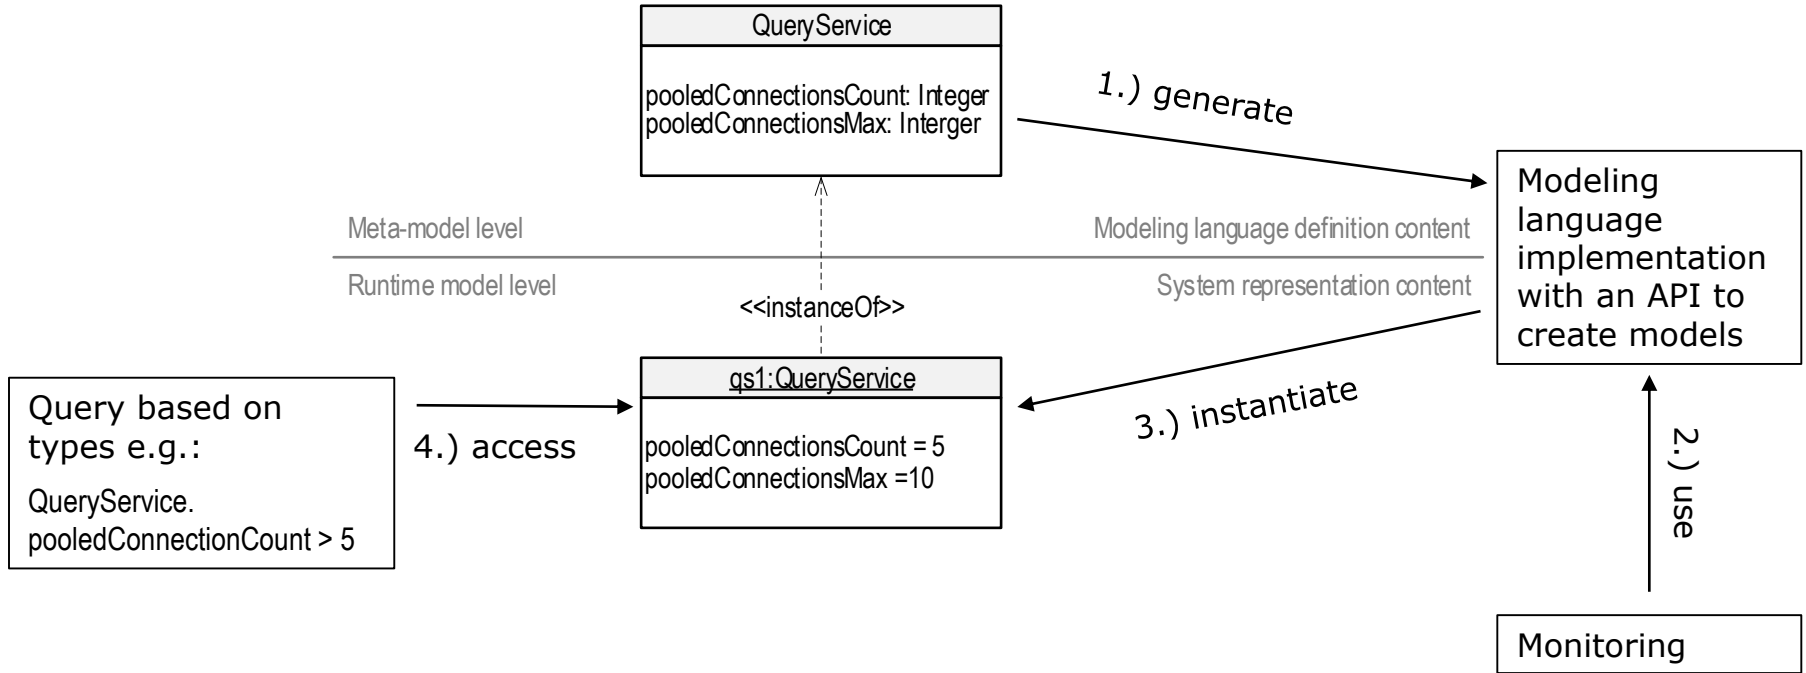 QueryService
pooledConnectionsCount: Integer
pooledConnectionsMax: Interger
1.) generate
Modeling
language
implementation
with an API to
create models
Meta-model level
Modeling language definition content
Runtime model level
System representation content
<<instanceOf>>
qs1:QueryService
pooledConnectionsCount = 5
pooledConnectionsMax =10
3.) instantiate
Query based on
types e.g.:
QueryService.
pooledConnectionCount > 5
4.) access
2.) use
Monitoring